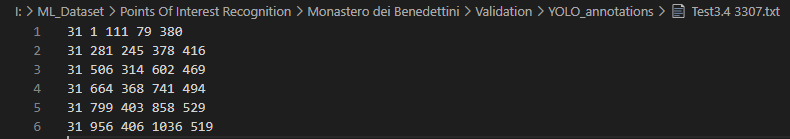 I: > ML_Dataset > Points Of Interest Recognition > Monastero dei Benedettini > Validation > YOLO_annotations > Test3.4 3307.txt
1 31 1 111 79 380
2 31 281 245 378 416
3 31 506 314 602 469
4 31 664 368 741 494
5 31 799 403 858 529
6 31 956 406 1036 519